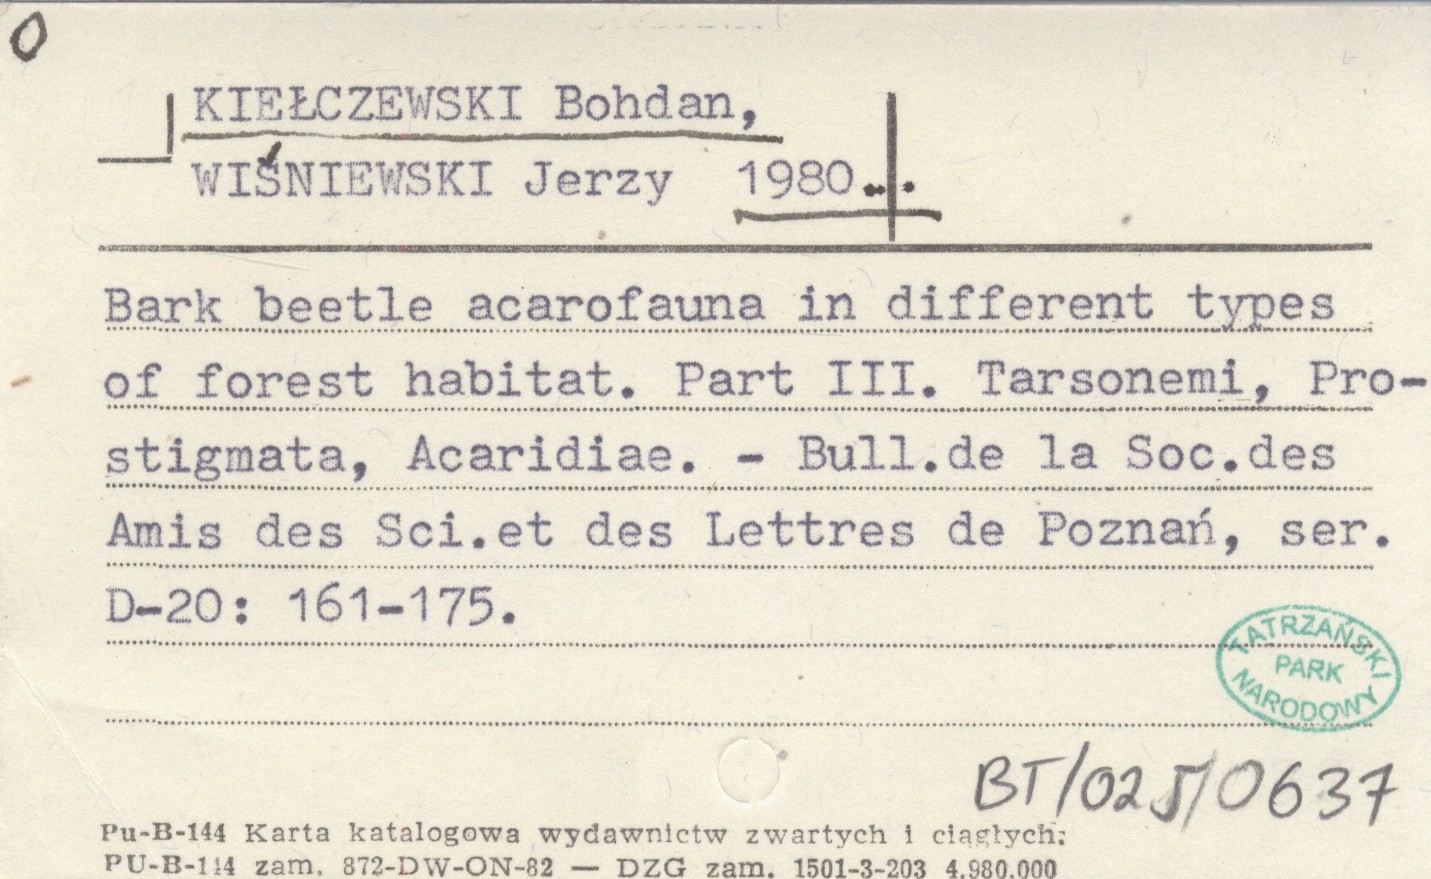 0
KIEŁCZEWSKI Bohdan,
WIŚNIEWSKI Jerzy 1980...
Bark beetle acarofauna in different types
of forest habitat. Part III. Tarsonemi, Pro-
stigmata, Acaridiae. - Bull.de la Soc.des
Amis des Sci.et des Lettres de Poznań, ser.
D-20: 161-175.
TATRZAŃSKI
PARK
NARODOWY
BT/025/0637
Pu-B-144 Karta katalogowa wydawnictw zwartych i ciągłych:
PU-B-144 zam. 872-DW-ON-82 — DZG zam. 1501-3-203 4.980.000